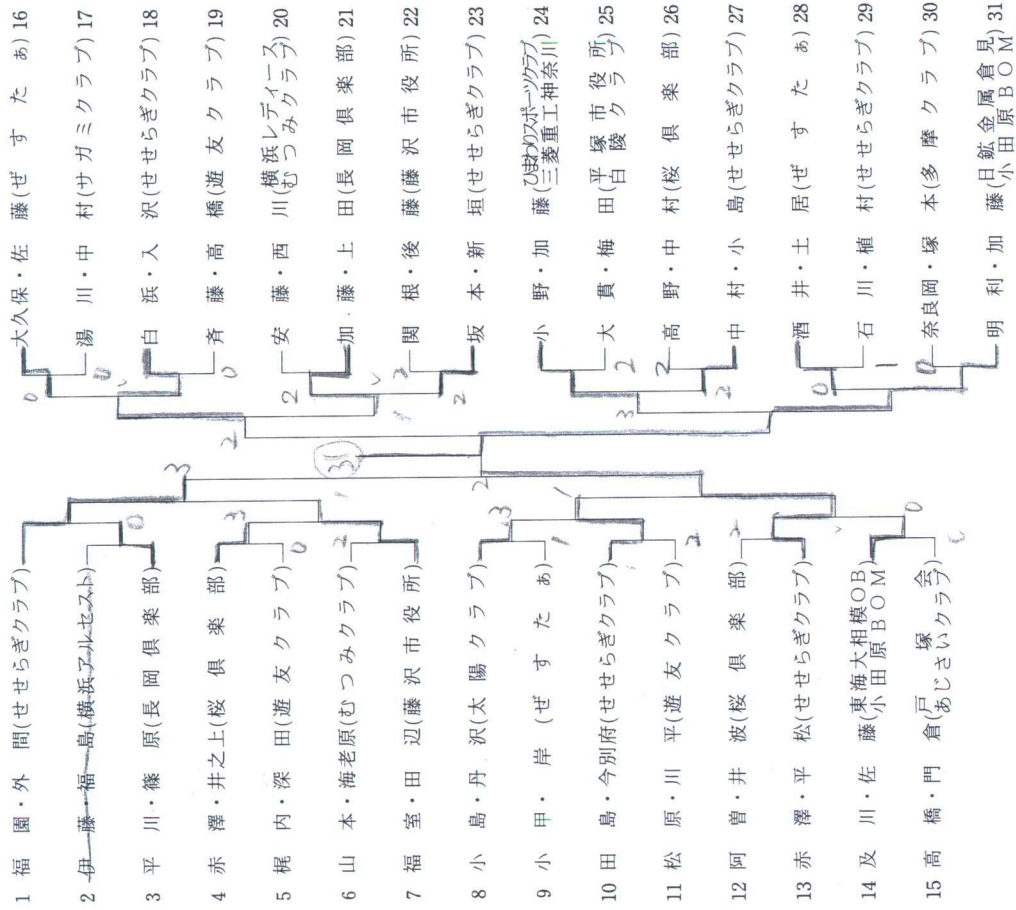 1 福園・外間(せせらぎクラブ)
2 伊藤・福島(横浜アルセスト)
3 平川・篠原(長岡倶楽部)
4 赤澤・井之上(桜倶楽部)
5 梶内・深田(遊友クラブ)
6 山本・海老原(むつみクラブ)
7 福室・田辺(藤沢市役所)
8 小島・丹沢(太陽クラブ)
9 小甲・岸(ぜすたぁ)
10 田島・今別府(せせらぎクラブ)
11 松原・川平(遊友クラブ)
12 阿曽・井波(桜倶楽部)
13 赤澤・平松(せせらぎクラブ)
14 及川・佐藤(東海大相模OB
小田原BOM)
15 高橋・門倉(戸塚会
あじさいクラブ)
大久保・佐藤(ぜすたぁ) 16
湯川・中村(サガミクラブ) 17
白浜・入沢(せせらぎクラブ) 18
斉藤・高橋(遊友クラブ) 19
安藤・西川(横浜レディース
むつみクラブ) 20
加藤・上田(長岡倶楽部) 21
関根・後藤(藤沢市役所) 22
坂本・新垣(せせらぎクラブ) 23
小野・加藤(ひまわりスポーツクラブ
三菱重工神奈川) 24
大貫・梅田(平塚市役所
白陵クラブ) 25
高野・中村(桜倶楽部) 26
中村・小島(せせらぎクラブ) 27
酒井・土居(ぜすたぁ) 28
石川・植村(せせらぎクラブ) 29
奈良岡・塚本(多摩クラブ) 30
明利・加藤(日鉱金属倉見
小田原BOM) 31
0
0
0
2
2
2
1
2
2
2
2
3
0
1
0
3
3
0
3
0
2
2
3
1
1
2
2
0